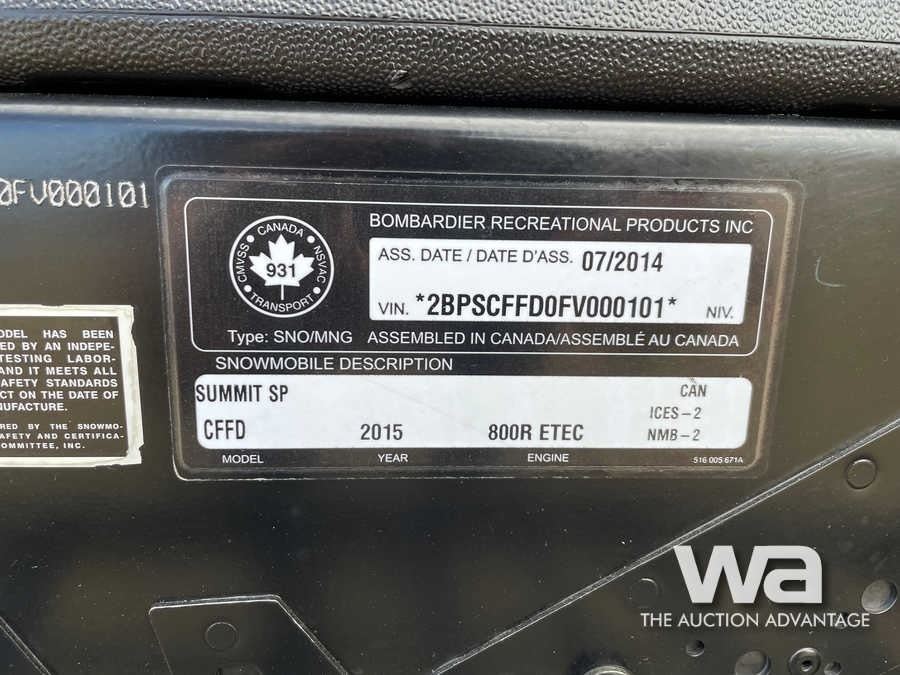 0FV000101
BOMBARDIER RECREATIONAL PRODUCTS INC
CANADA
CMVSS 931 NSVAC
TRANSPORT
ASS. DATE / DATE D'ASS. 07/2014
VIN. *2BPSCFFD0FV000101* NIV.
Type: SNO/MNG ASSEMBLED IN CANADA/ASSEMBLÉ AU CANADA
SNOWMOBILE DESCRIPTION
SUMMIT SP CAN
ICES-2
CFFD 2015 800R ETEC NMB-2
MODEL YEAR ENGINE 516 005 671A
ODEL HAS BEEN
ED BY AN INDEPE-
TESTING LABOR-
AND IT MEETS ALL
AFETY STANDARDS
CT ON THE DATE OF
NUFACTURE.
ORED BY THE SNOWMO-
AFETY AND CERTIFICA-
OMMITTEE, INC.
wa
THE AUCTION ADVANTAGE